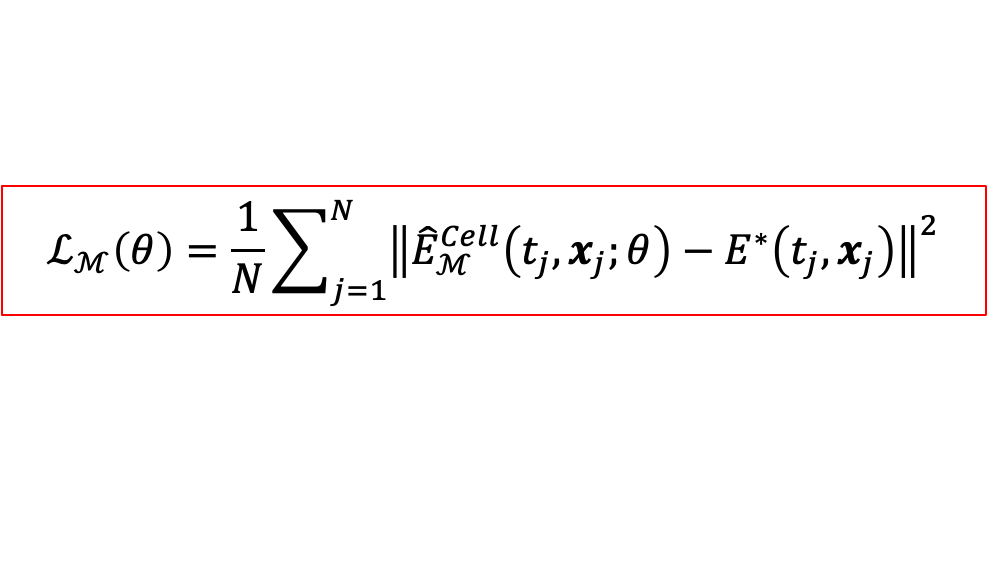 ℒ_ℳ(θ) = 1/N ∑_{j=1}^{N} ‖Ê_ℳ^{Cell}(t_j, 𝒙_j; θ) − E*(t_j, 𝒙_j)‖²